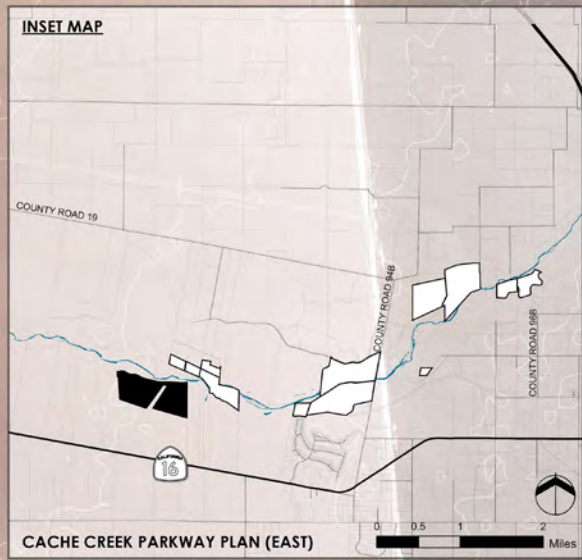 INSET MAP
COUNTY ROAD 19
COUNTY ROAD 94B
COUNTY ROAD 96B
CALIFORNIA
16
CACHE CREEK PARKWAY PLAN (EAST)
0 0.5 1 2
Miles